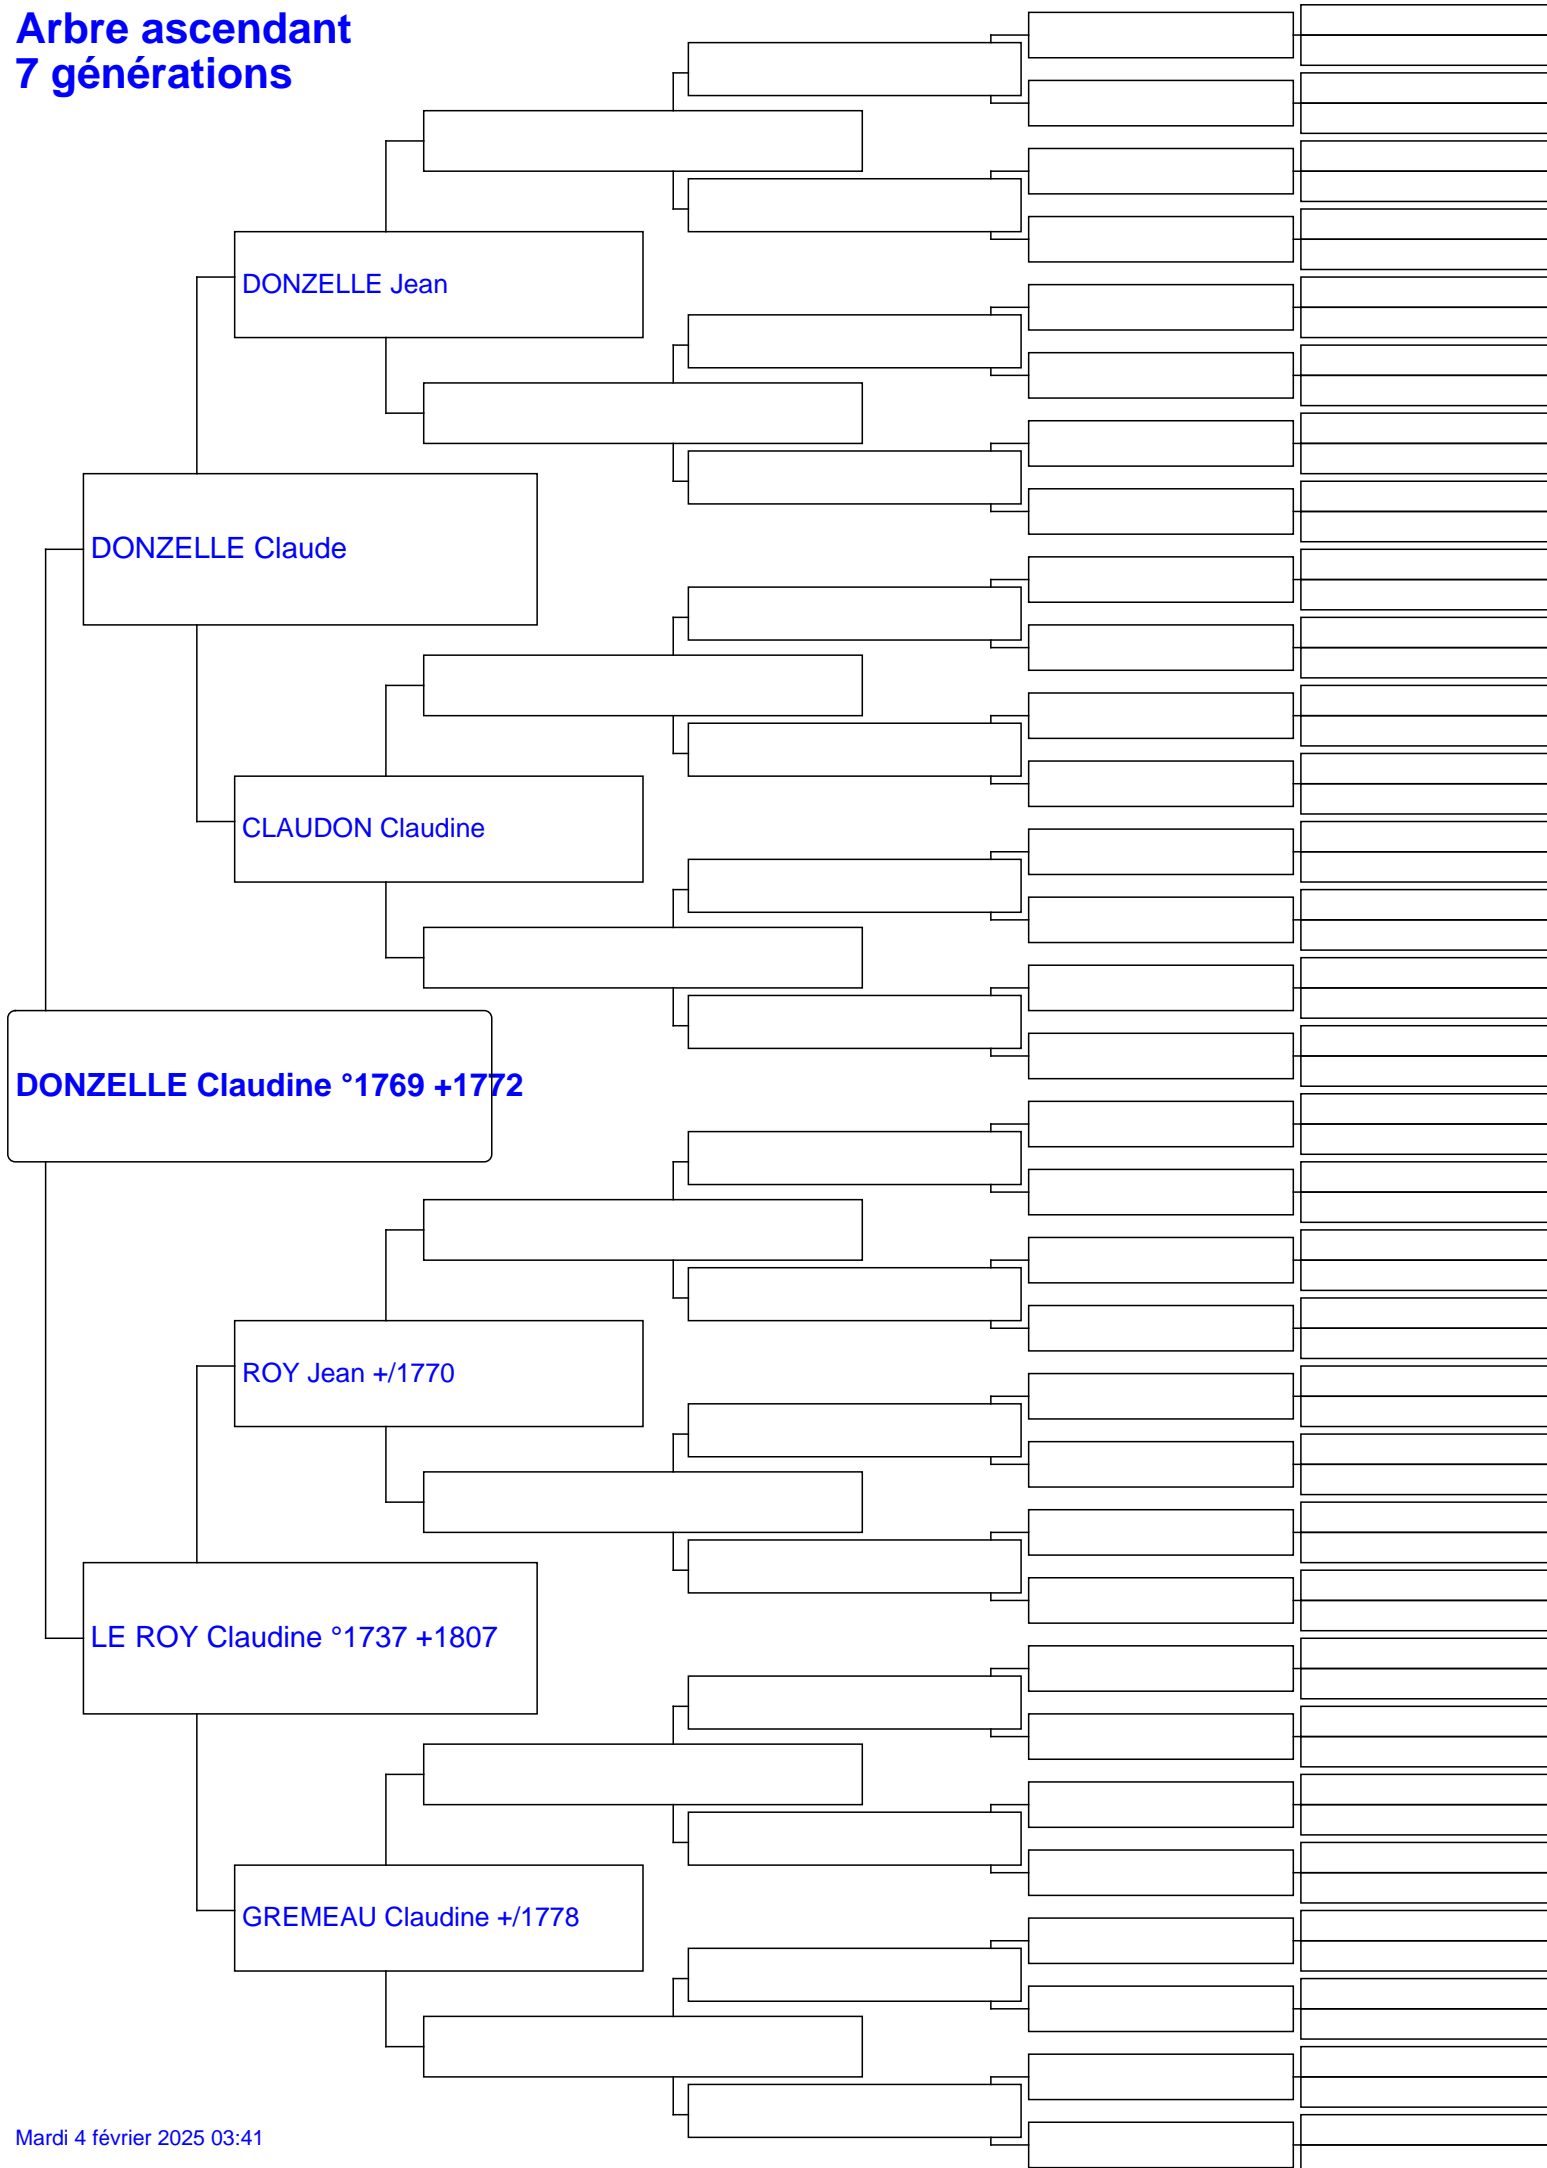 Arbre ascendant
7 générations
DONZELLE Jean
DONZELLE Claude
CLAUDON Claudine
DONZELLE Claudine °1769 +1772
ROY Jean +/1770
LE ROY Claudine °1737 +1807
GREMEAU Claudine +/1778
Mardi 4 février 2025 03:41